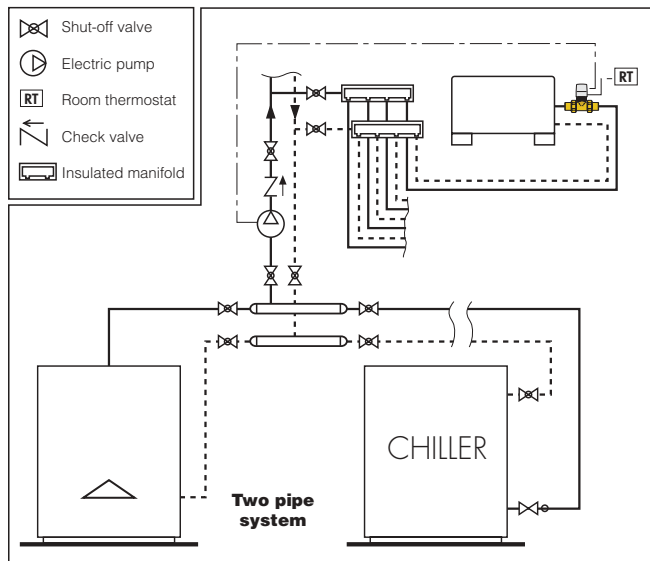 Shut-off valve
Electric pump
RT Room thermostat
Check valve
Insulated manifold
RT
CHILLER
Two pipe
system